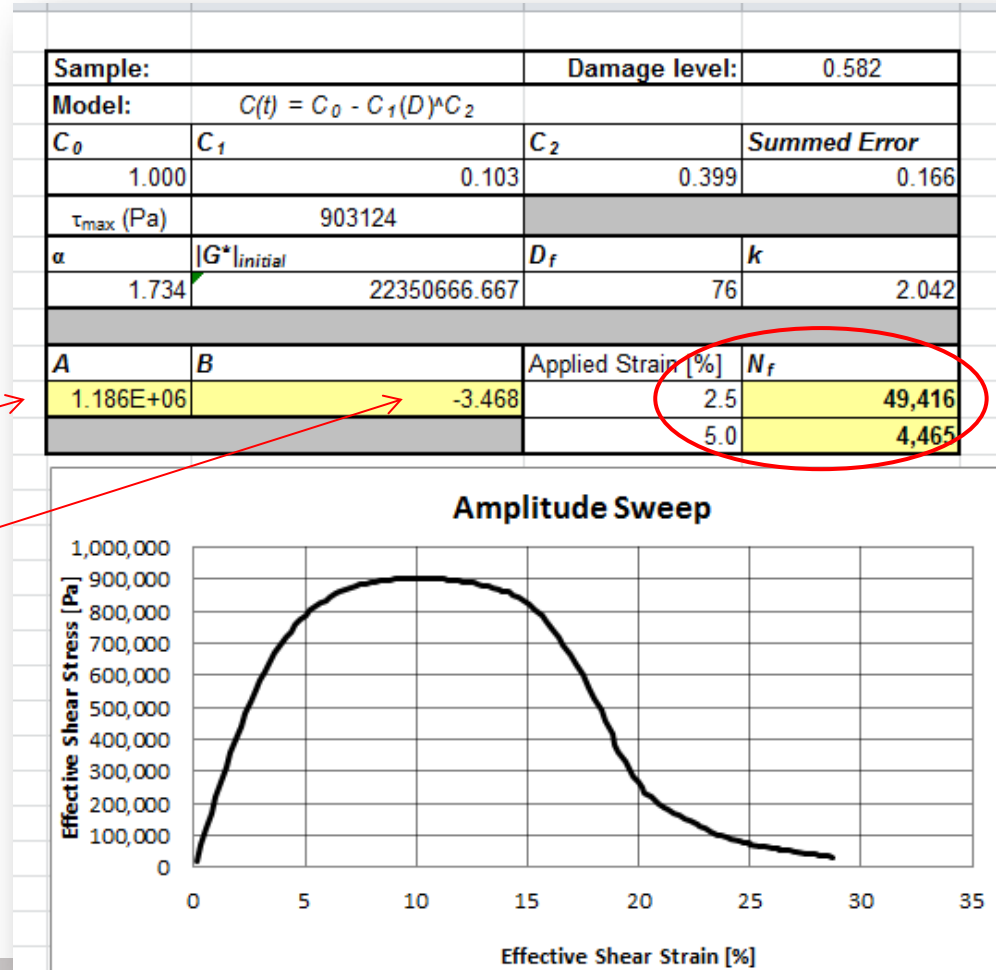 Sample: Damage level: 0.582
Model: C(t) = C₀ - C₁(D)^C₂
C₀ C₁ C₂ Summed Error
1.000 0.103 0.399 0.166
τmax (Pa) 903124
α |G*|initial Df k
1.734 22350666.667 76 2.042
A B Applied Strain [%] Nf
1.186E+06 -3.468 2.5 49,416
5.0 4,465
Amplitude Sweep
Effective Shear Stress [Pa]
1,000,000
900,000
800,000
700,000
600,000
500,000
400,000
300,000
200,000
100,000
0
0 5 10 15 20 25 30 35
Effective Shear Strain [%]